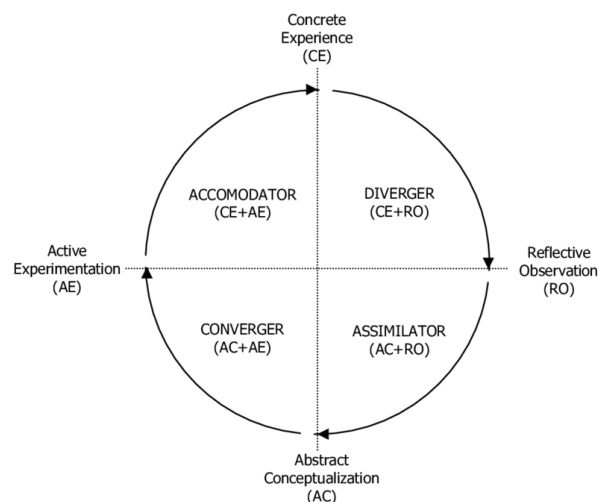 Concrete
Experience
(CE)
ACCOMODATOR
(CE+AE)
DIVERGER
(CE+RO)
Active
Experimentation
(AE)
Reflective
Observation
(RO)
CONVERGER
(AC+AE)
ASSIMILATOR
(AC+RO)
Abstract
Conceptualization
(AC)